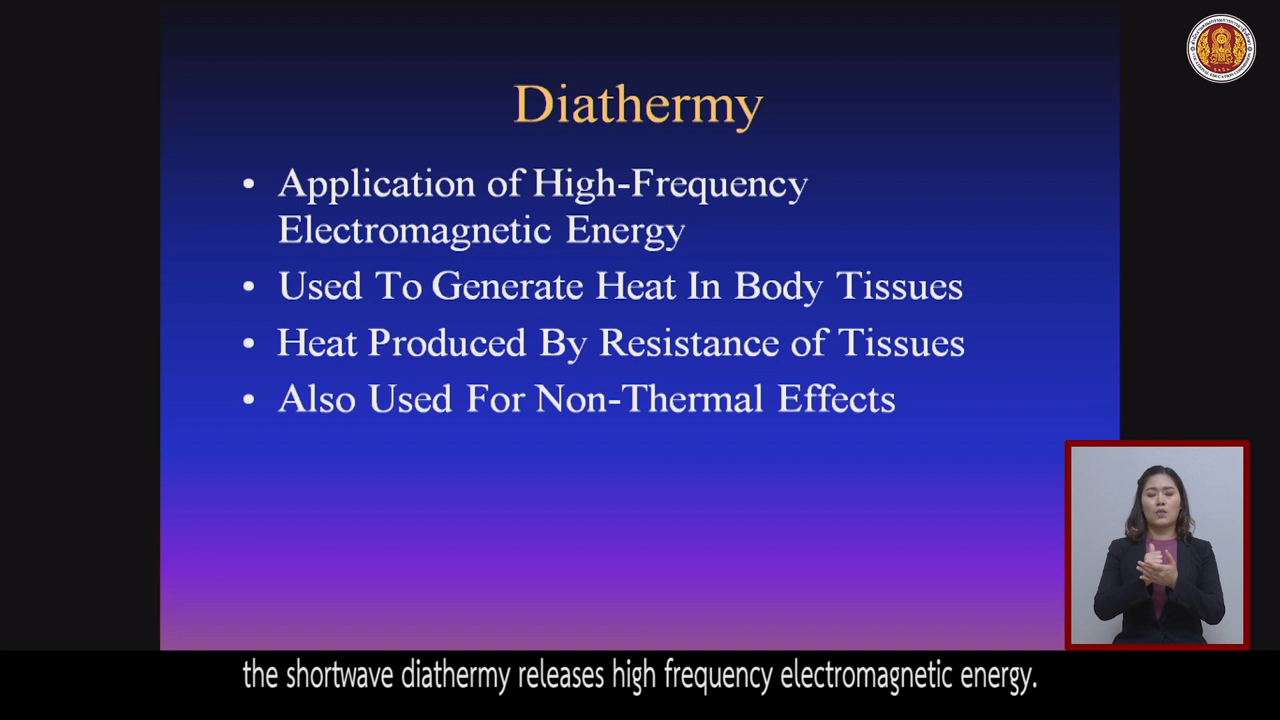 Diathermy
• Application of High-Frequency
Electromagnetic Energy
• Used To Generate Heat In Body Tissues
• Heat Produced By Resistance of Tissues
• Also Used For Non-Thermal Effects
the shortwave diathermy releases high frequency electromagnetic energy.